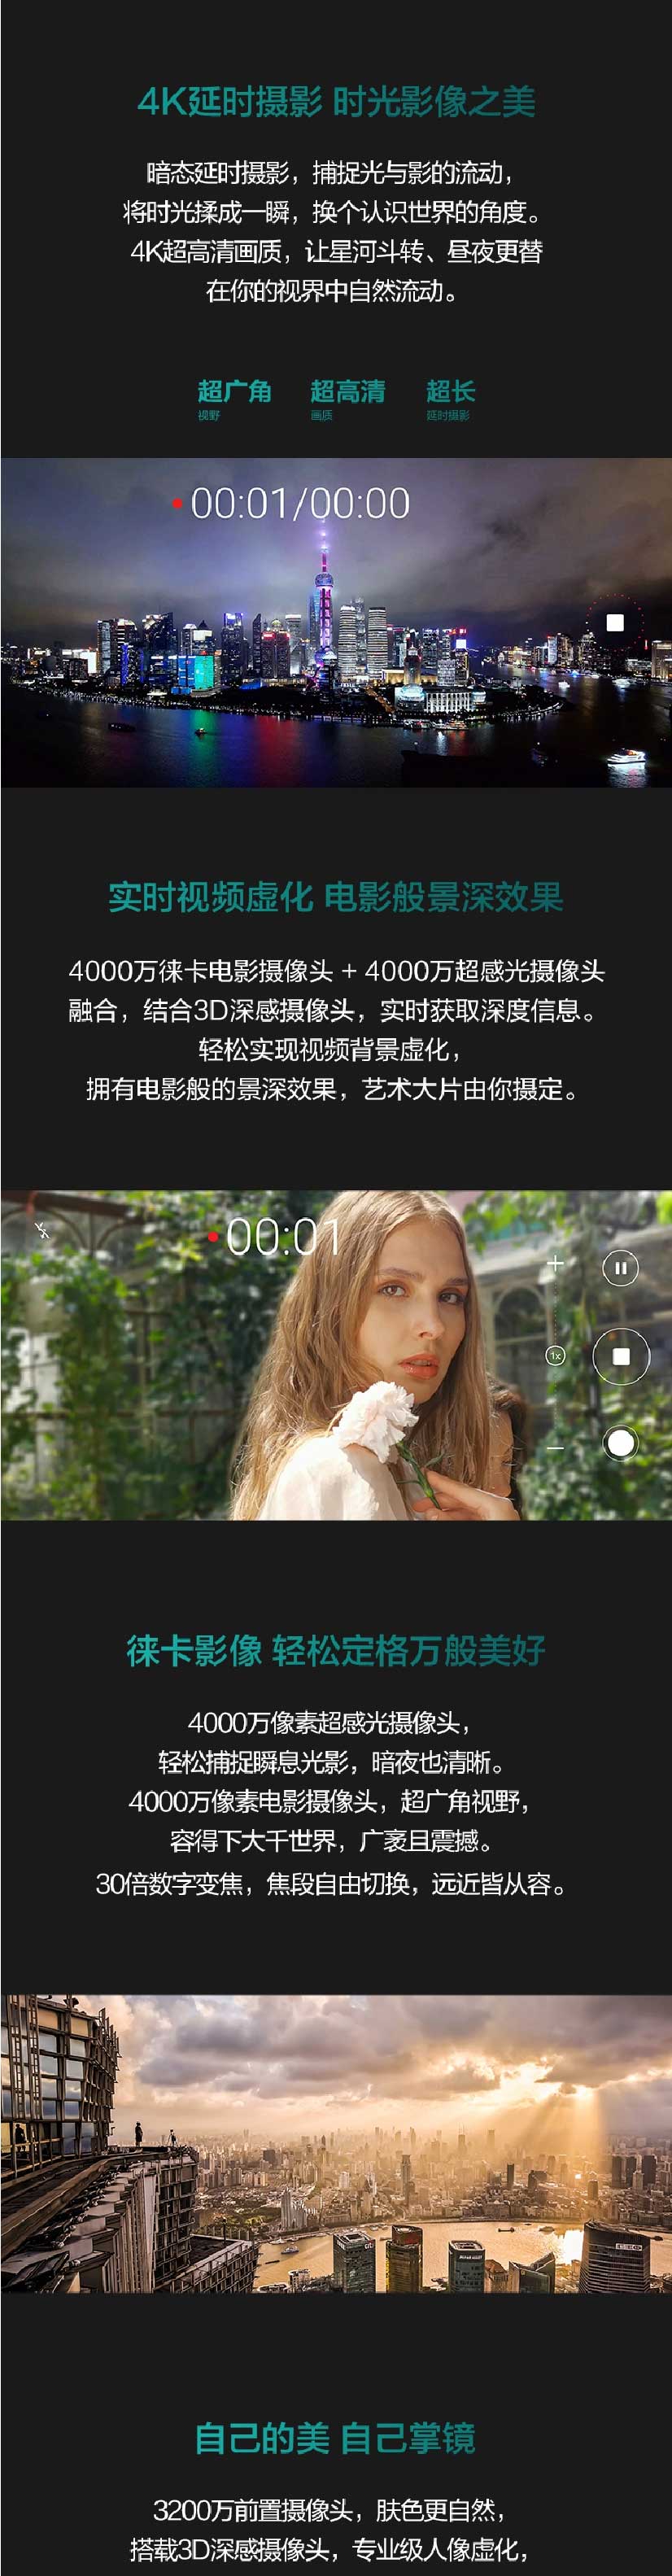 4K延时摄影 时光影像之美
暗态延时摄影，捕捉光与影的流动，
将时光揉成一瞬，换个认识世界的角度。
4K超高清画质，让星河斗转、昼夜更替
在你的视界中自然流动。
超广角 超高清 超长
视野 画质 延时摄影
00:01/00:00
实时视频虚化 电影般景深效果
4000万徕卡电影摄像头 + 4000万超感光摄像头
融合，结合3D深感摄像头，实时获取深度信息。
轻松实现视频背景虚化，
拥有电影般的景深效果，艺术大片由你摄定。
00:01
1x
徕卡影像 轻松定格万般美好
4000万像素超感光摄像头，
轻松捕捉瞬息光影，暗夜也清晰。
4000万像素电影摄像头，超广角视野，
容得下大千世界，广袤且震撼。
30倍数字变焦，焦段自由切换，远近皆从容。
自己的美 自己掌镜
3200万前置摄像头，肤色更自然，
搭载3D深感摄像头，专业级人像虚化，